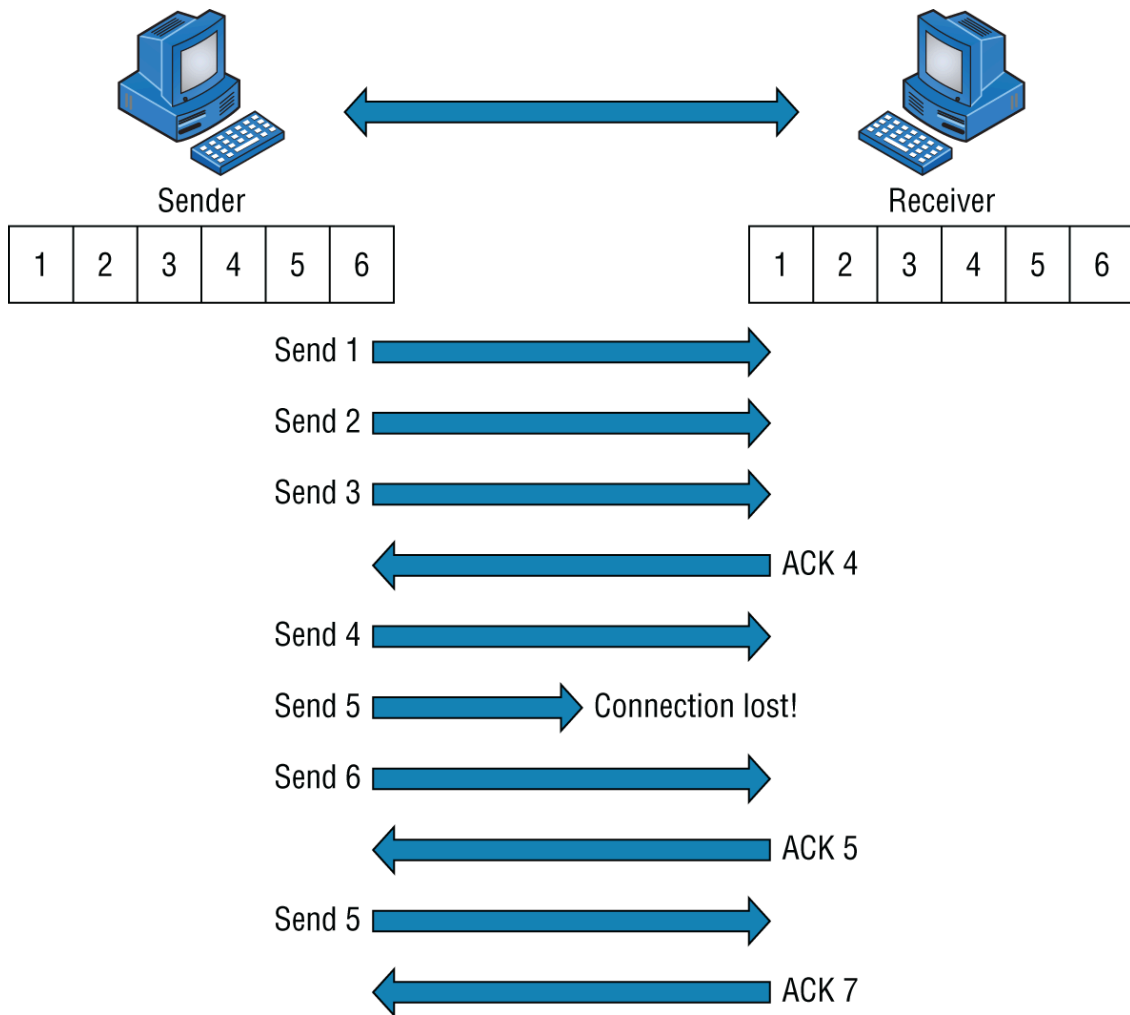 Sender Receiver
1 2 3 4 5 6 1 2 3 4 5 6
Send 1
Send 2
Send 3
ACK 4
Send 4
Send 5 Connection lost!
Send 6
ACK 5
Send 5
ACK 7